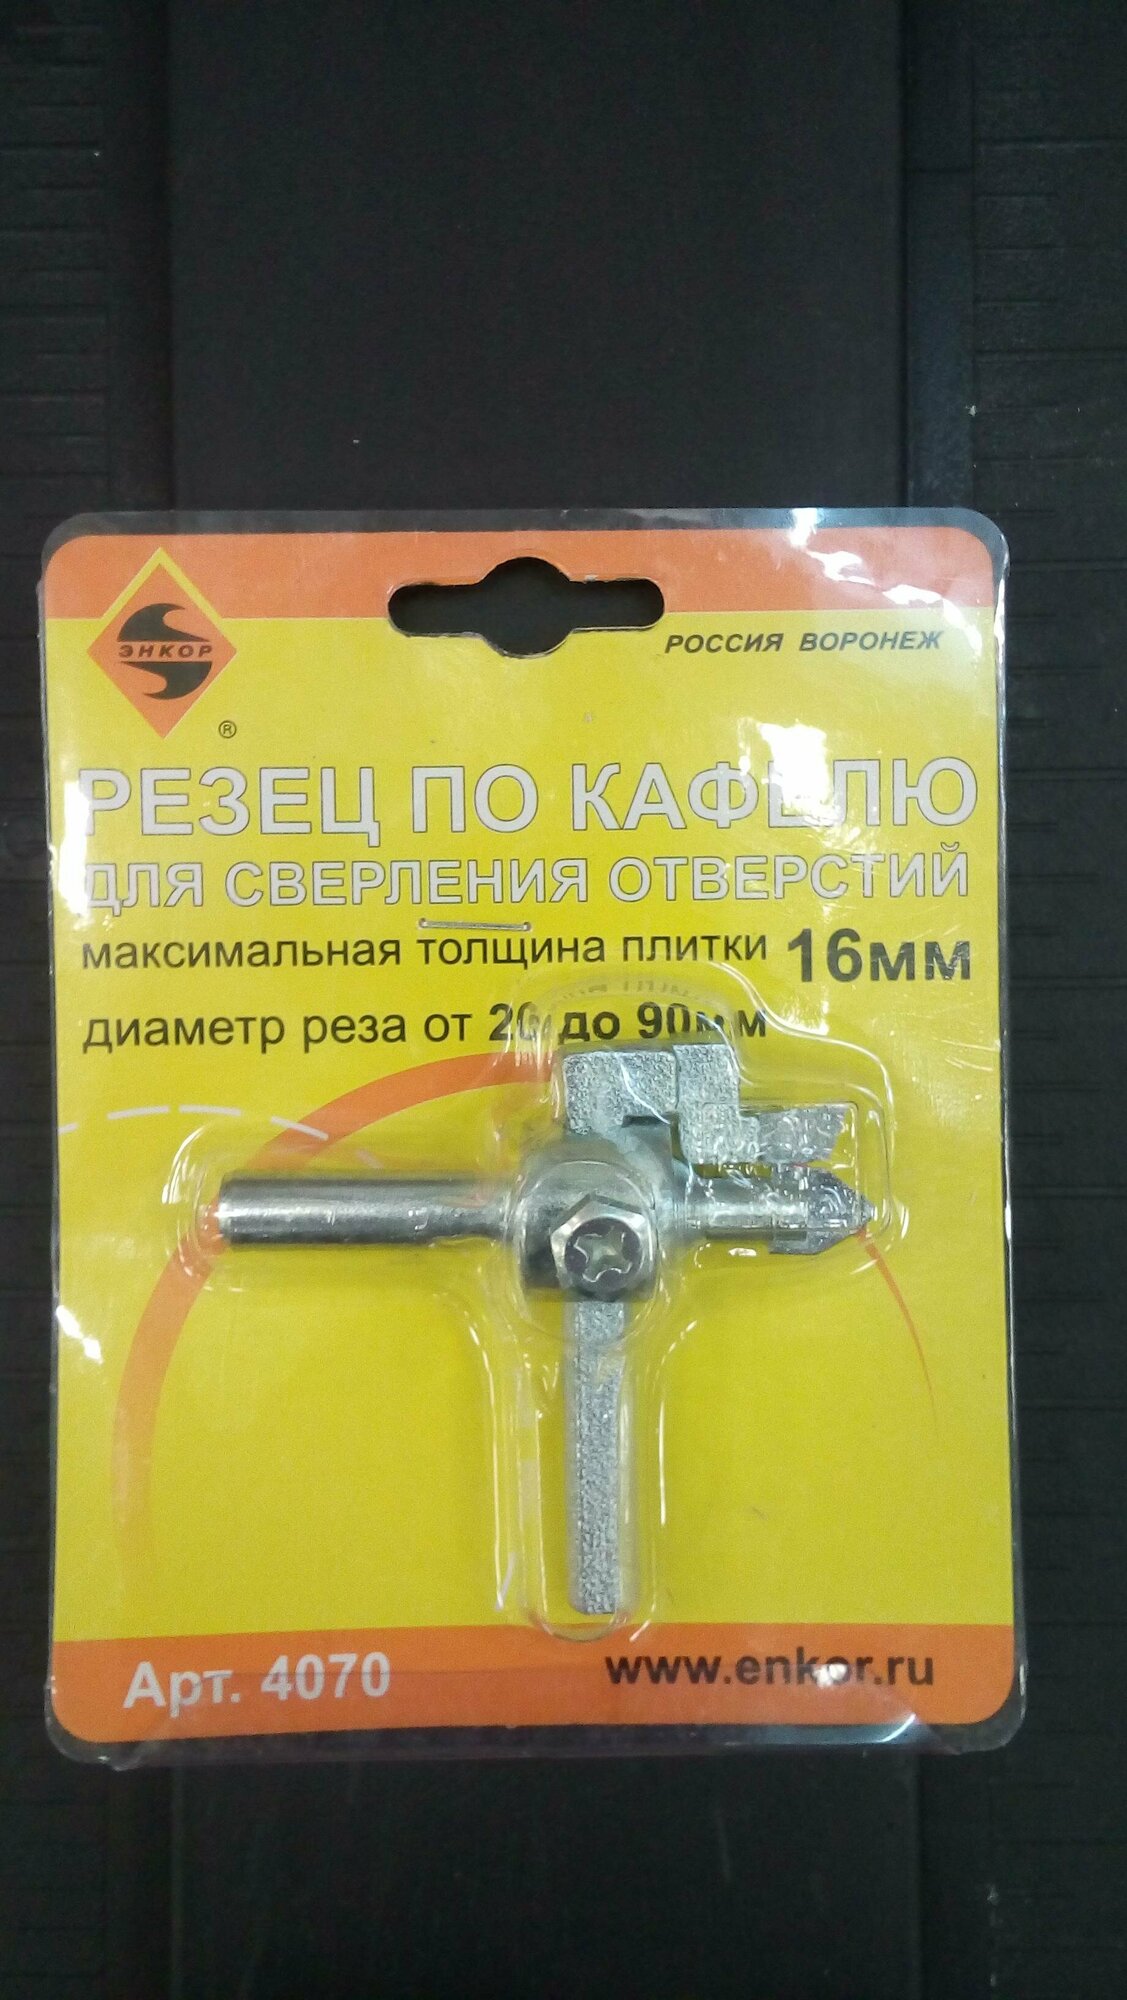 ЭНКОР
®
РОССИЯ ВОРОНЕЖ
РЕЗЕЦ ПО КАФЕЛЮ
ДЛЯ СВЕРЛЕНИЯ ОТВЕРСТИЙ
максимальная толщина плитки 16мм
диаметр реза от 20 до 90мм
Арт. 4070
www.enkor.ru